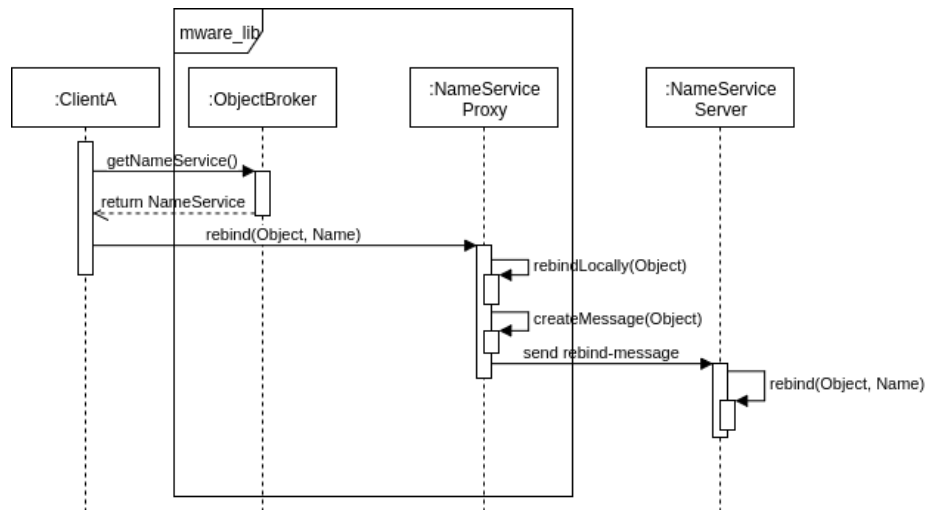 mware_lib
:ClientA
:ObjectBroker
:NameService
Proxy
:NameService
Server
getNameService()
return NameService
rebind(Object, Name)
rebindLocally(Object)
createMessage(Object)
send rebind-message
rebind(Object, Name)